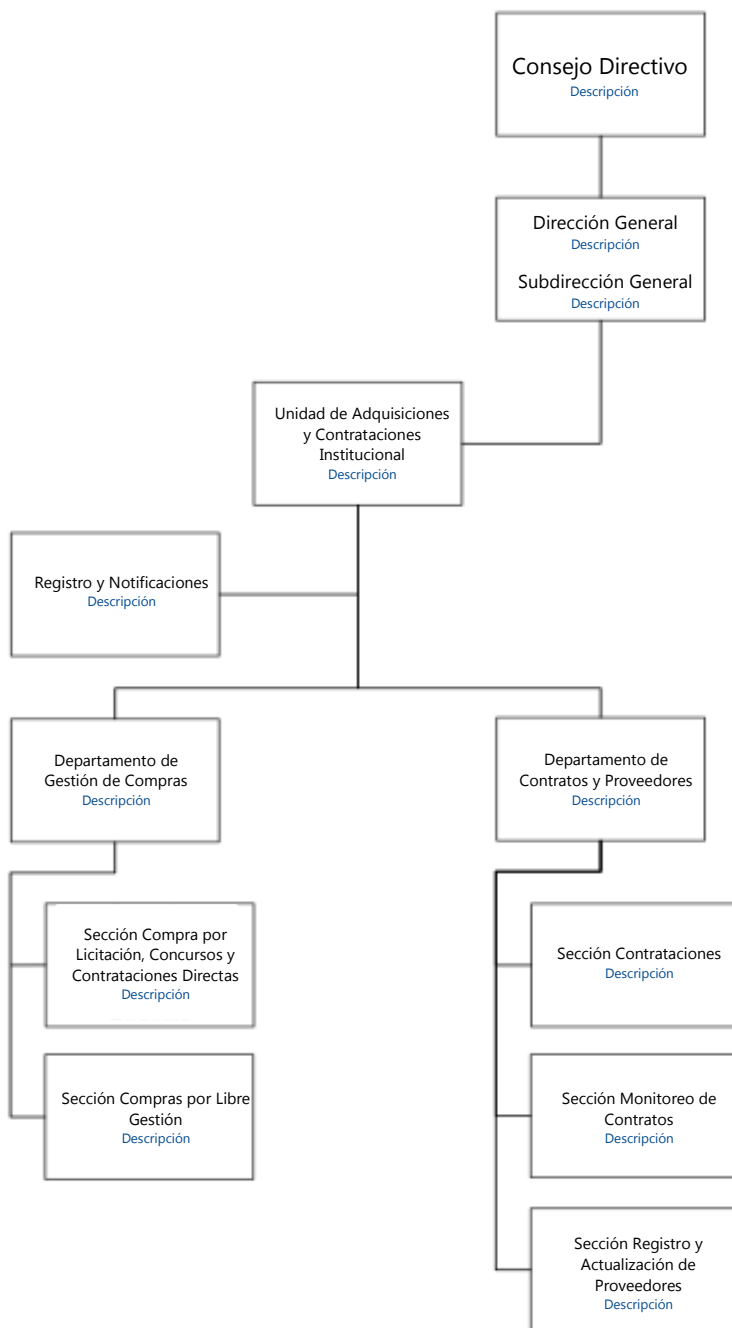 Consejo Directivo
Descripción
Dirección General
Descripción
Subdirección General
Descripción
Unidad de Adquisiciones
y Contrataciones
Institucional
Descripción
Registro y Notificaciones
Descripción
Departamento de
Gestión de Compras
Descripción
Departamento de
Contratos y Proveedores
Descripción
Sección Compra por
Licitación, Concursos y
Contrataciones Directas
Descripción
Sección Compras por Libre
Gestión
Descripción
Sección Contrataciones
Descripción
Sección Monitoreo de
Contratos
Descripción
Sección Registro y
Actualización de
Proveedores
Descripción